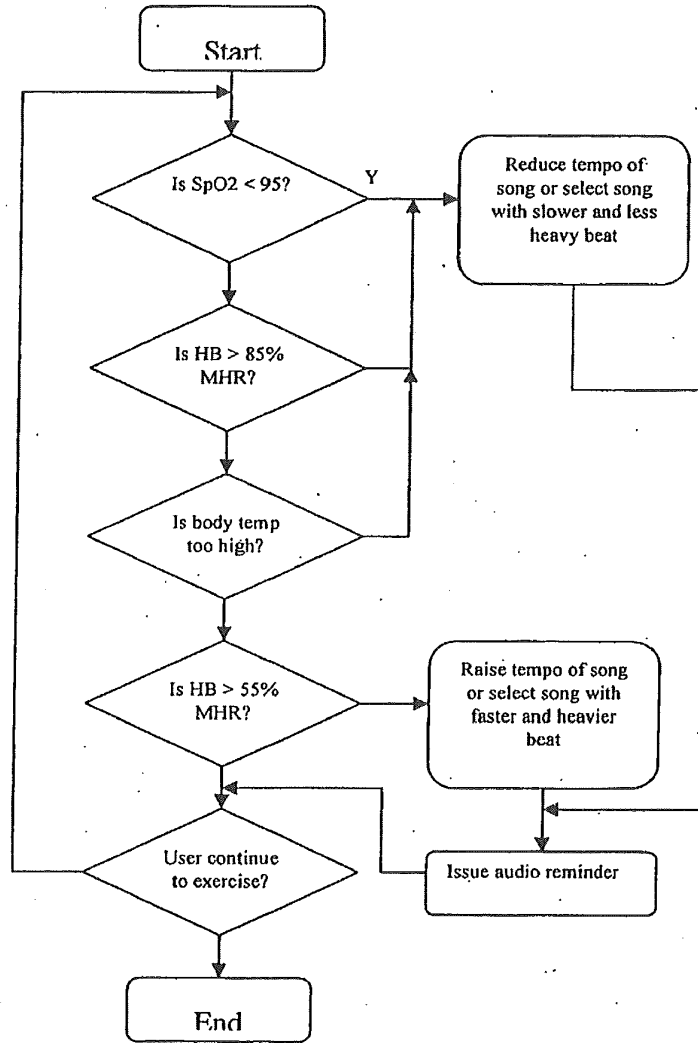 Start
Is SpO2 < 95?
Y
Reduce tempo of
song or select song
with slower and less
heavy beat
Is HB > 85%
MHR?
Is body temp
too high?
Is HB > 55%
MHR?
Raise tempo of song
or select song with
faster and heavier
beat
User continue
to exercise?
Issue audio reminder
End